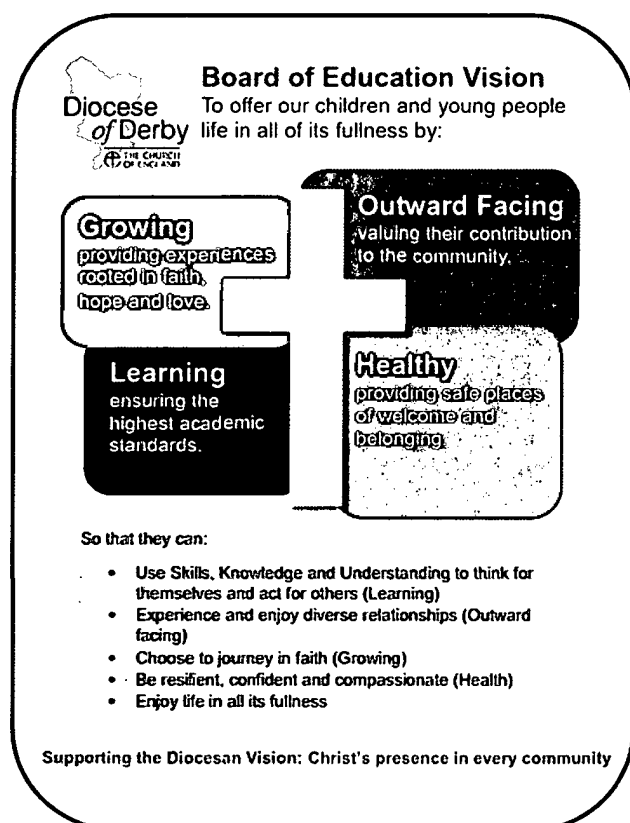 Diocese
of Derby
THE CHURCH
OF ENGLAND
Board of Education Vision
To offer our children and young people
life in all of its fullness by:
Growing
providing experiences
rooted in faith,
hope and love.
Outward Facing
valuing their contribution
to the community.
Learning
ensuring the
highest academic
standards.
Healthy
providing safe places
of welcome and
belonging
So that they can:
• Use Skills, Knowledge and Understanding to think for
themselves and act for others (Learning)
• Experience and enjoy diverse relationships (Outward
facing)
• Choose to journey in faith (Growing)
• Be resilient, confident and compassionate (Health)
• Enjoy life in all its fullness
Supporting the Diocesan Vision: Christ's presence in every community